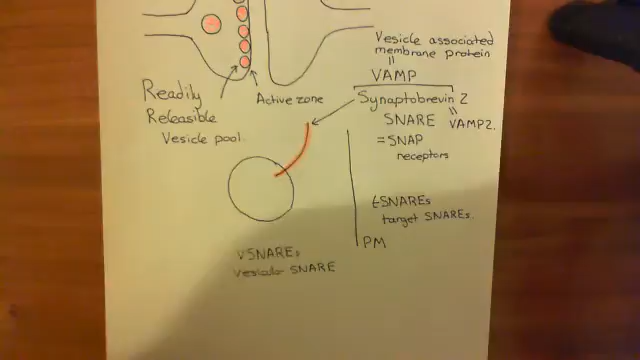 Vesicle associated
membrane protein
=
VAMP
Synaptobrevin 2
=
VAMP2.
SNARE
= SNAP
receptors
Readily
Releasible
Vesicle pool.
Active zone
tSNAREs
target SNAREs.
PM
vSNAREs
vesicular SNARE